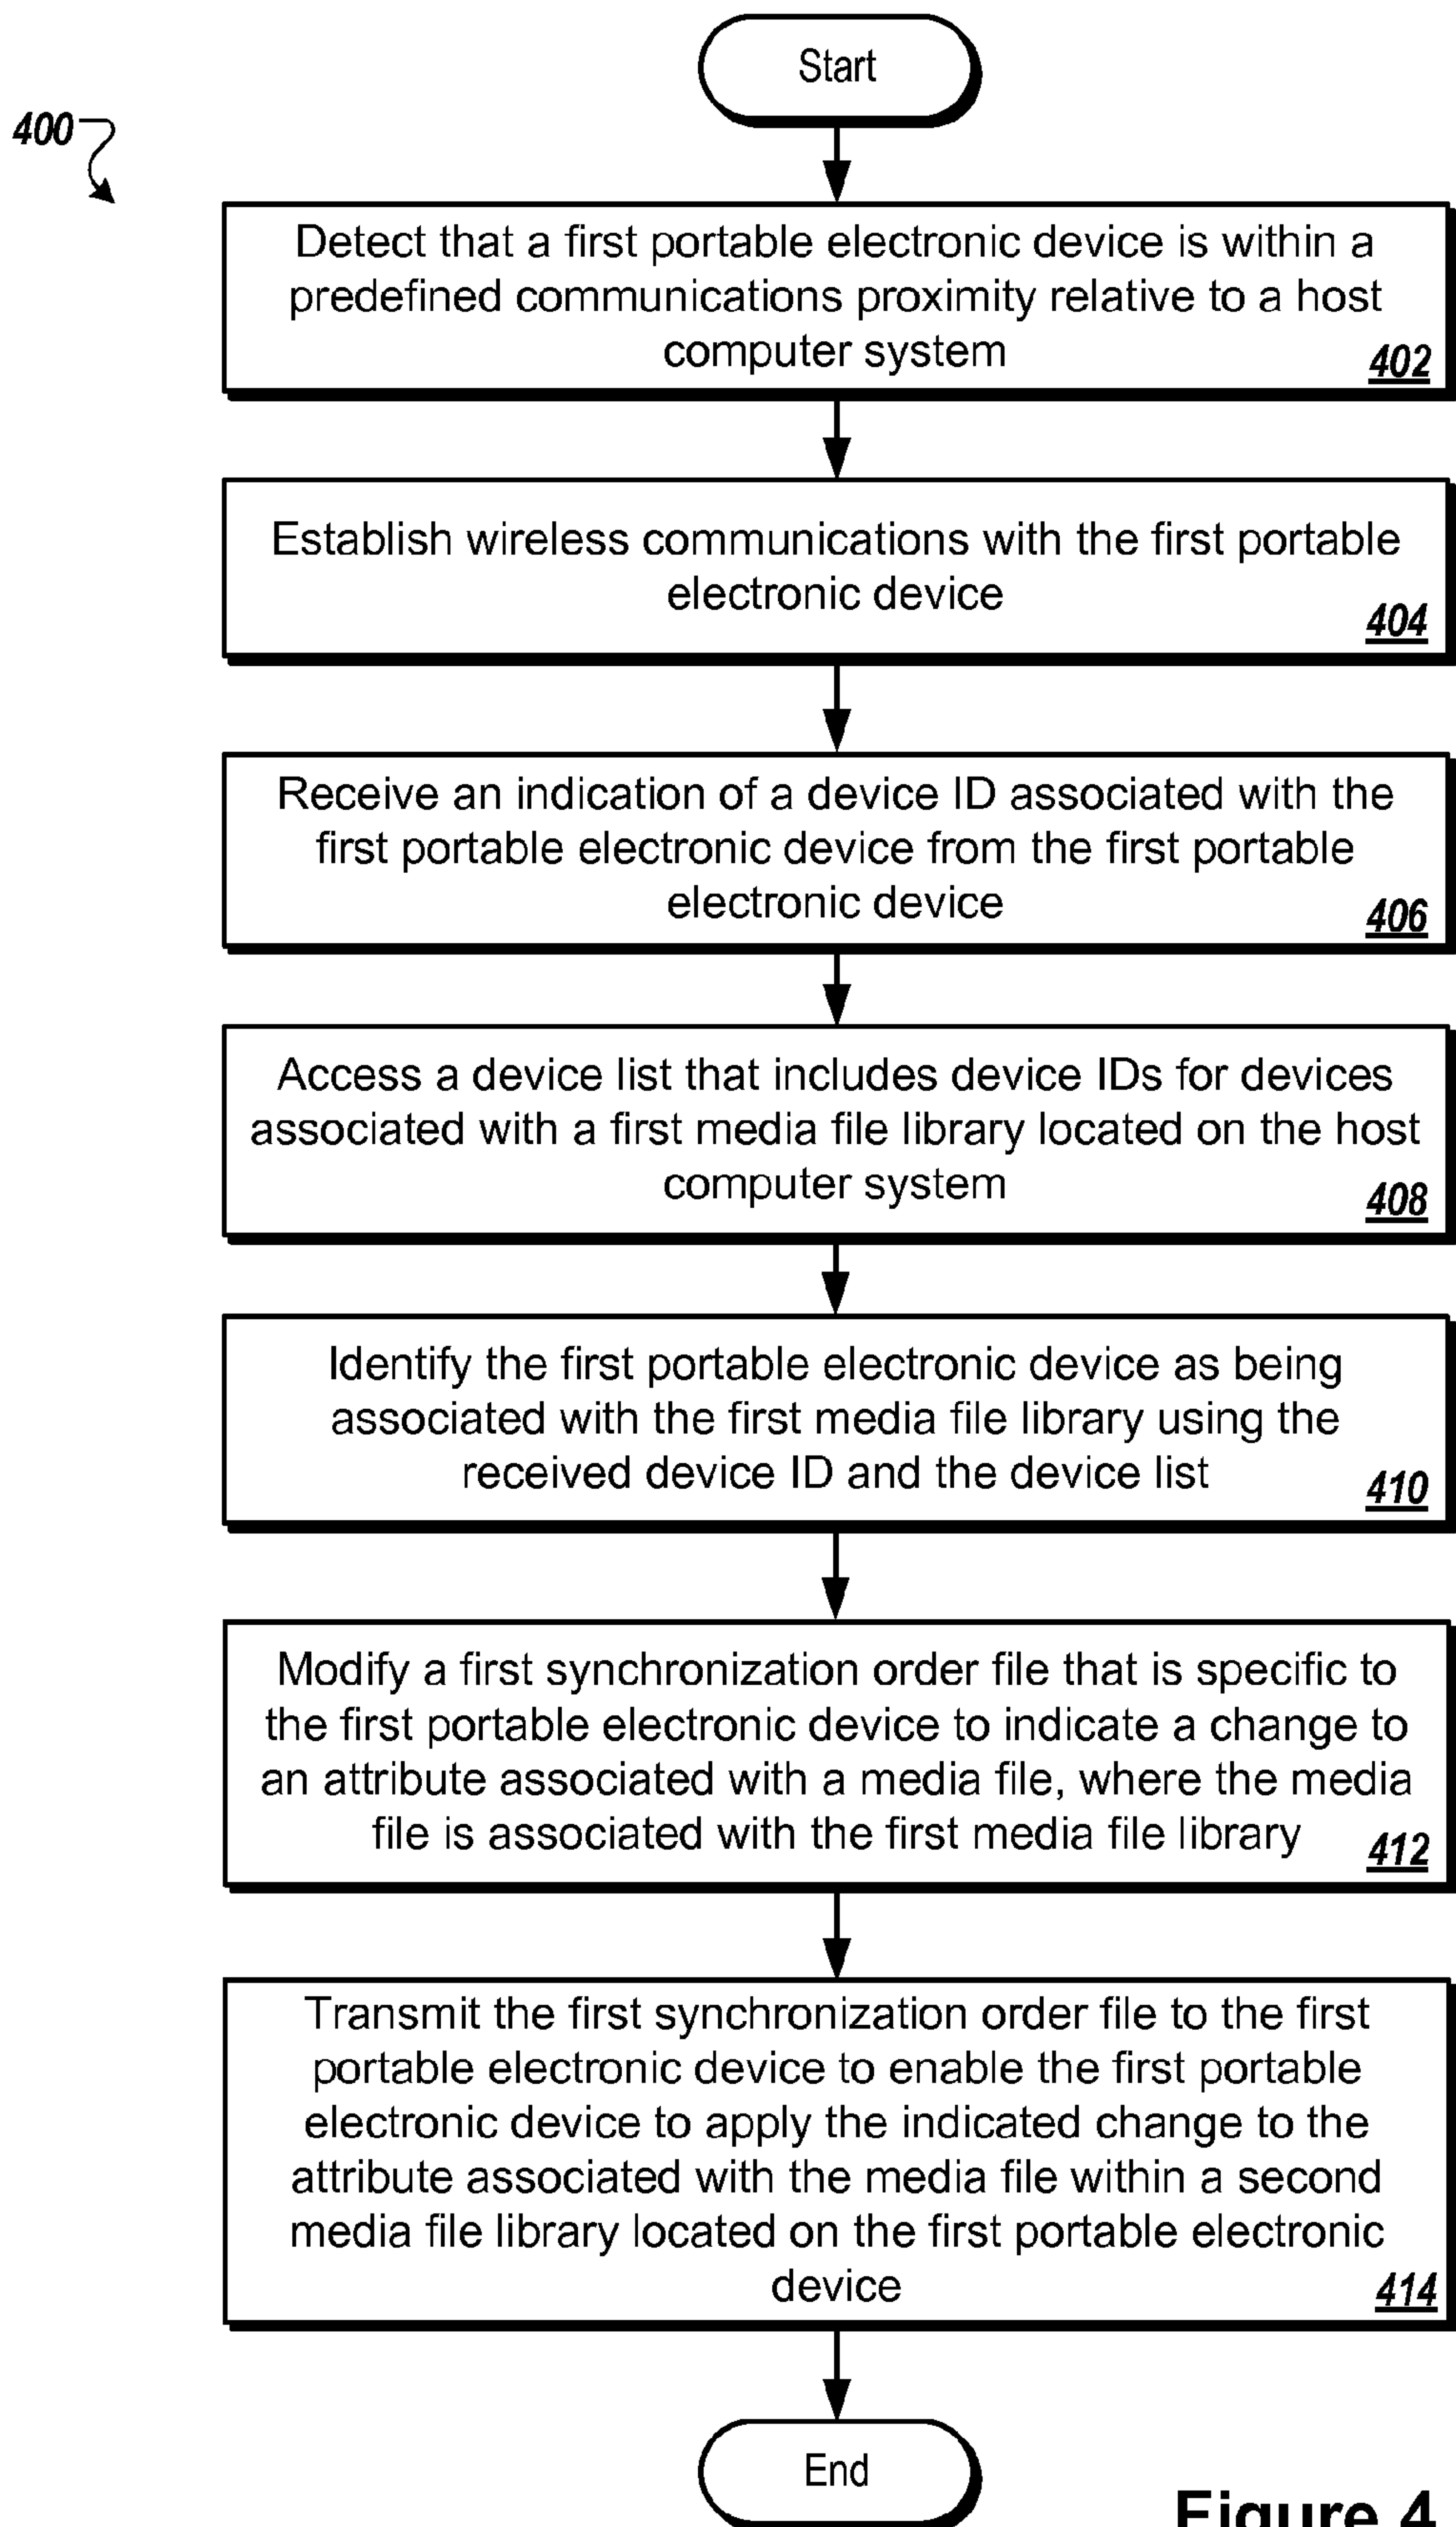 Start
400
Detect that a first portable electronic device is within a
predefined communications proximity relative to a host
computer system
402
Establish wireless communications with the first portable
electronic device
404
Receive an indication of a device ID associated with the
first portable electronic device from the first portable
electronic device
406
Access a device list that includes device IDs for devices
associated with a first media file library located on the host
computer system
408
Identify the first portable electronic device as being
associated with the first media file library using the
received device ID and the device list
410
Modify a first synchronization order file that is specific to
the first portable electronic device to indicate a change to
an attribute associated with a media file, where the media
file is associated with the first media file library
412
Transmit the first synchronization order file to the first
portable electronic device to enable the first portable
electronic device to apply the indicated change to the
attribute associated with the media file within a second
media file library located on the first portable electronic
device
414
End
Figure 4